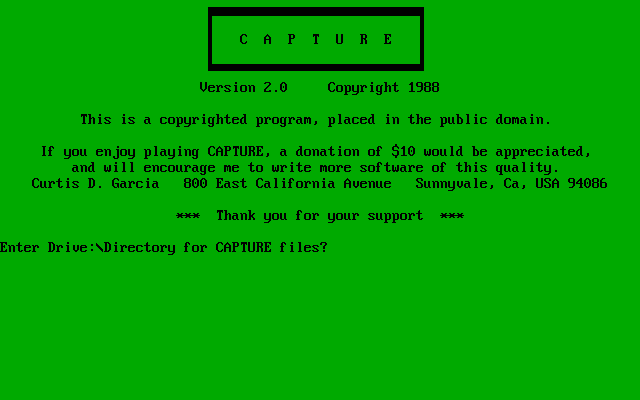 C A P T U R E
Version 2.0 Copyright 1988
This is a copyrighted program, placed in the public domain.
If you enjoy playing CAPTURE, a donation of $10 would be appreciated,
and will encourage me to write more software of this quality.
Curtis D. Garcia 800 East California Avenue Sunnyvale, Ca, USA 94086
*** Thank you for your support ***
Enter Drive:\Directory for CAPTURE files?